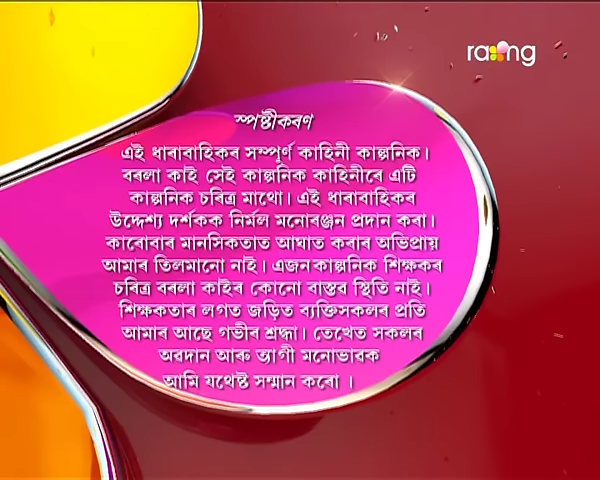 rang
স্পষ্টীকৰণ
এই ধাৰাবাহিকৰ সম্পূৰ্ণ কাহিনী কাল্পনিক।
বৰলা কাই সেই কাল্পনিক কাহিনীৰে এটি
কাল্পনিক চৰিত্ৰ মাথো। এই ধাৰাবাহিকৰ
উদ্দেশ্য দৰ্শকক নিৰ্মল মনোৰঞ্জন প্ৰদান কৰা।
কাৰোবাৰ মানসিকতাত আঘাত কৰাৰ অভিপ্ৰায়
আমাৰ তিলমানো নাই। এজন কাল্পনিক শিক্ষকৰ
চৰিত্ৰ বৰলা কাইৰ কোনো বাস্তৱ স্থিতি নাই।
শিক্ষকতাৰ লগত জড়িত ব্যক্তিসকলৰ প্ৰতি
আমাৰ আছে গভীৰ শ্ৰদ্ধা। তেখেত সকলৰ
অৱদান আৰু ত্যাগী মনোভাৱক
আমি যথেষ্ট সন্মান কৰো ।